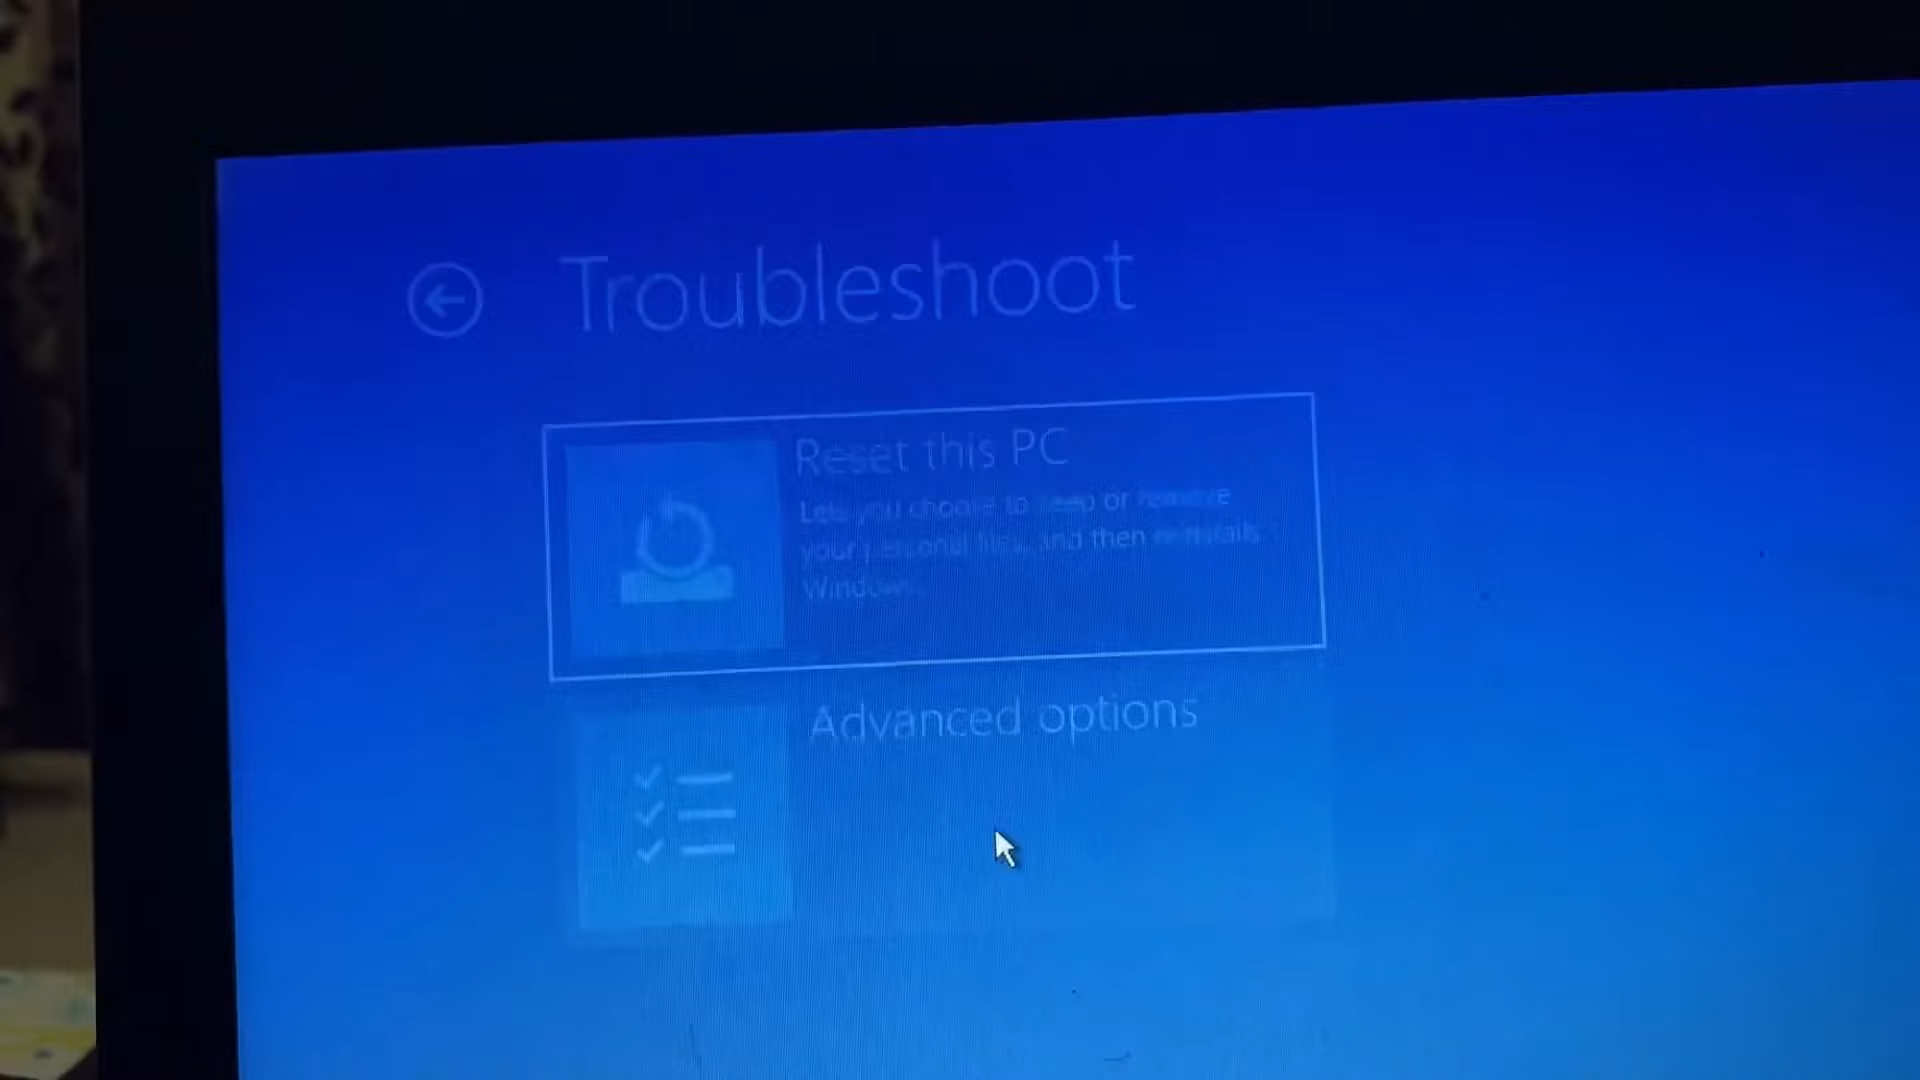 Troubleshoot
Reset this PC
Lets you choose to keep or remove
your personal files, and then reinstalls
Windows.
Advanced options